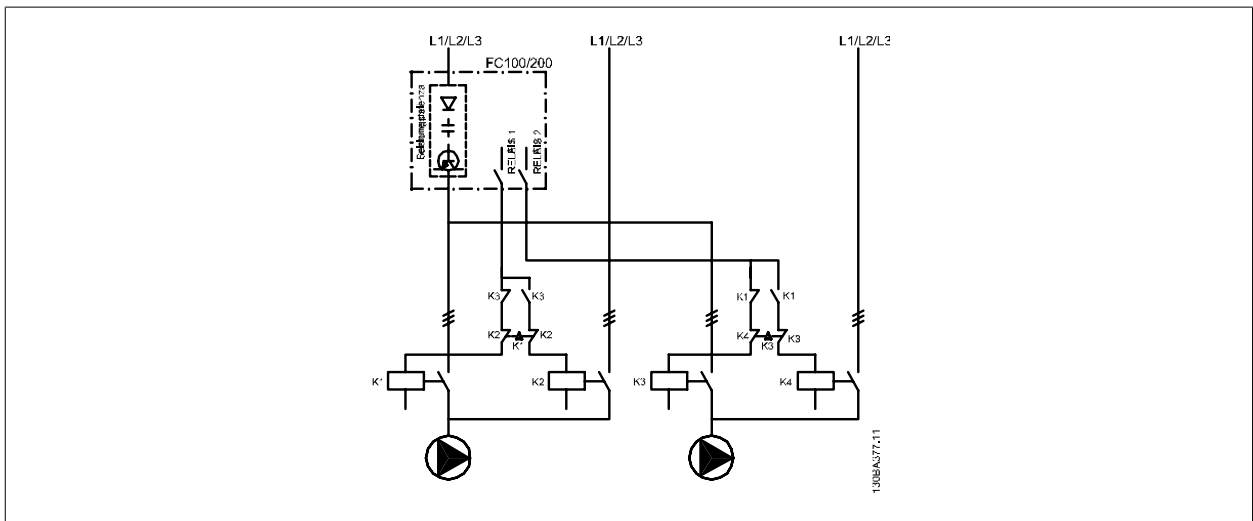 L1/L2/L3
L1/L2/L3
L1/L2/L3
FC100/200
RELAIS 1
RELAIS 2
K3
K3
K1
K1
K2
K2
K1
K4
K3
K3
K1
K2
K3
K4
130BA377.11